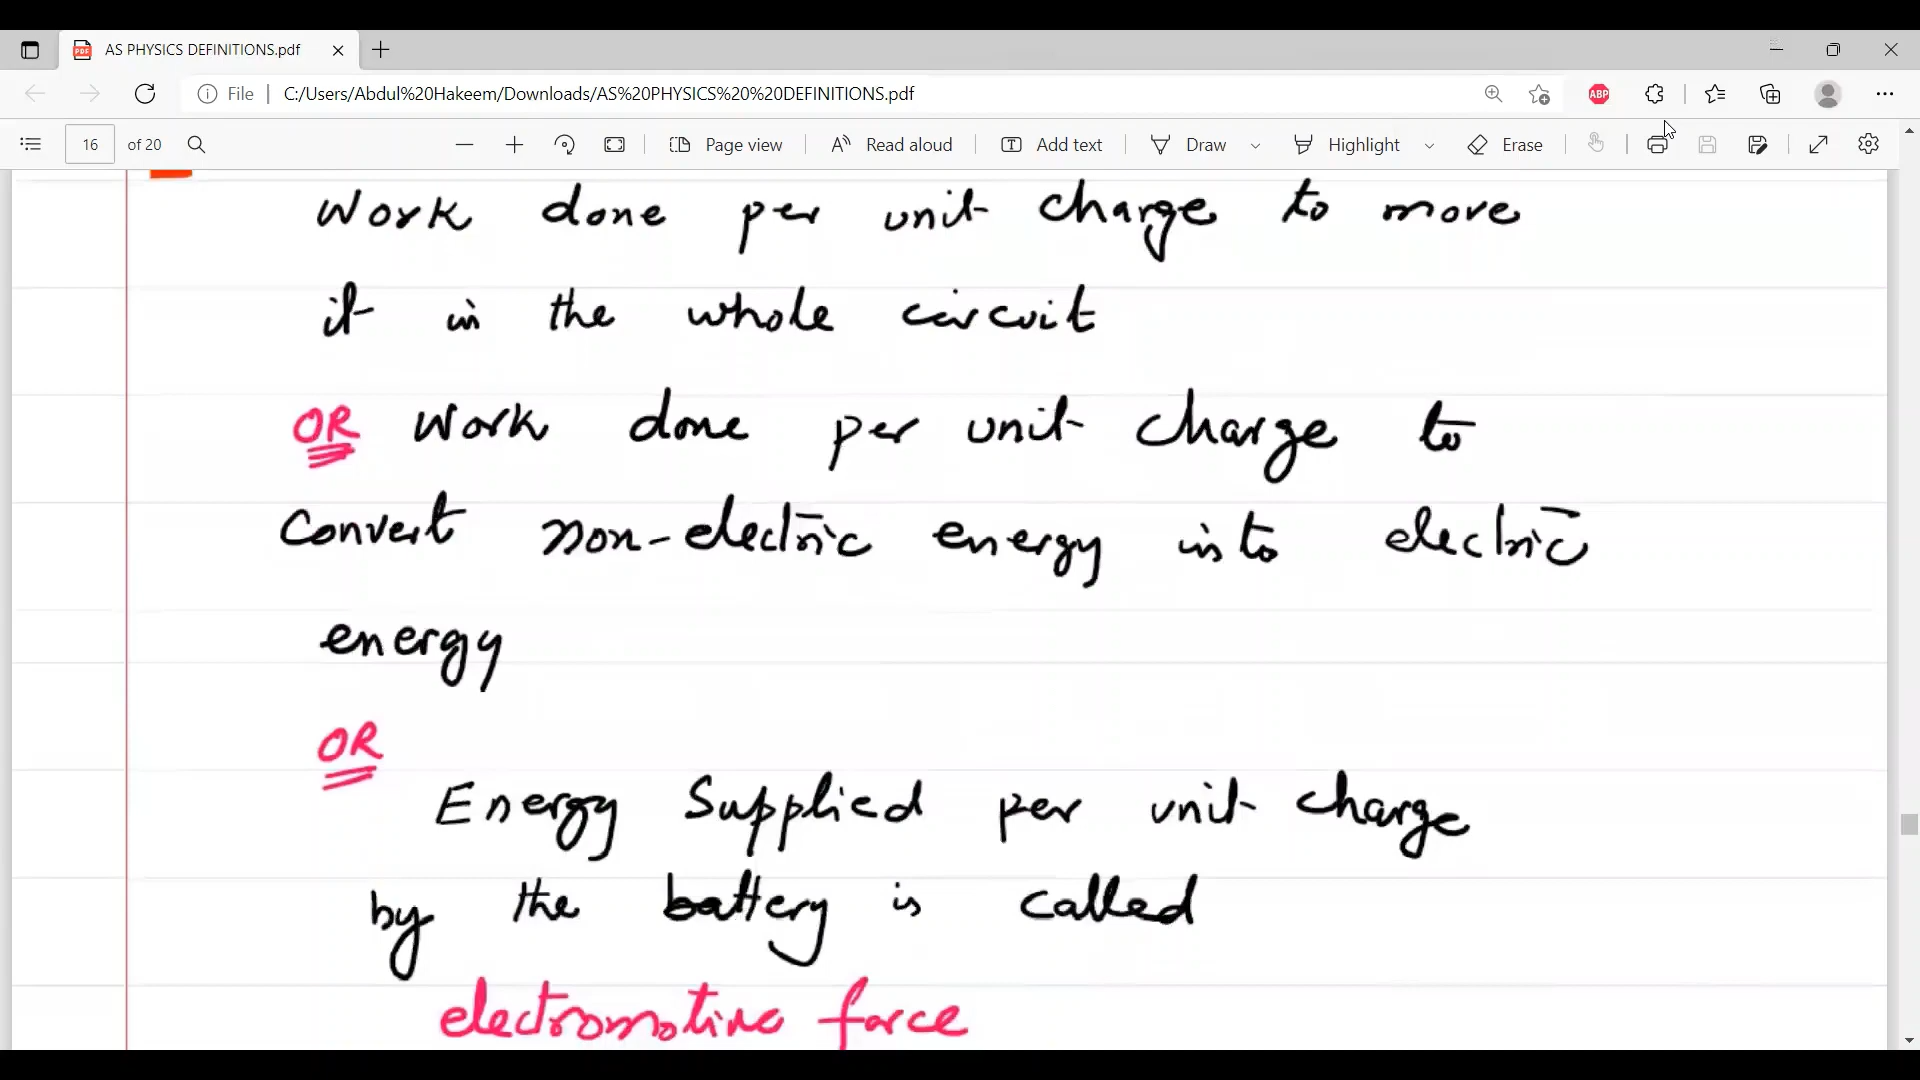 AS PHYSICS DEFINITIONS.pdf
File C:/Users/Abdul%20Hakeem/Downloads/AS%20PHYSICS%20%20DEFINITIONS.pdf ABP
16 of 20 Page view Read aloud Add text Draw Highlight Erase
Work done per unit charge to move
it in the whole circuit
OR Work done per unit charge to
Convert non-electric energy into electric
energy
OR
Energy Supplied per unit charge
by the battery is called
electromotive force